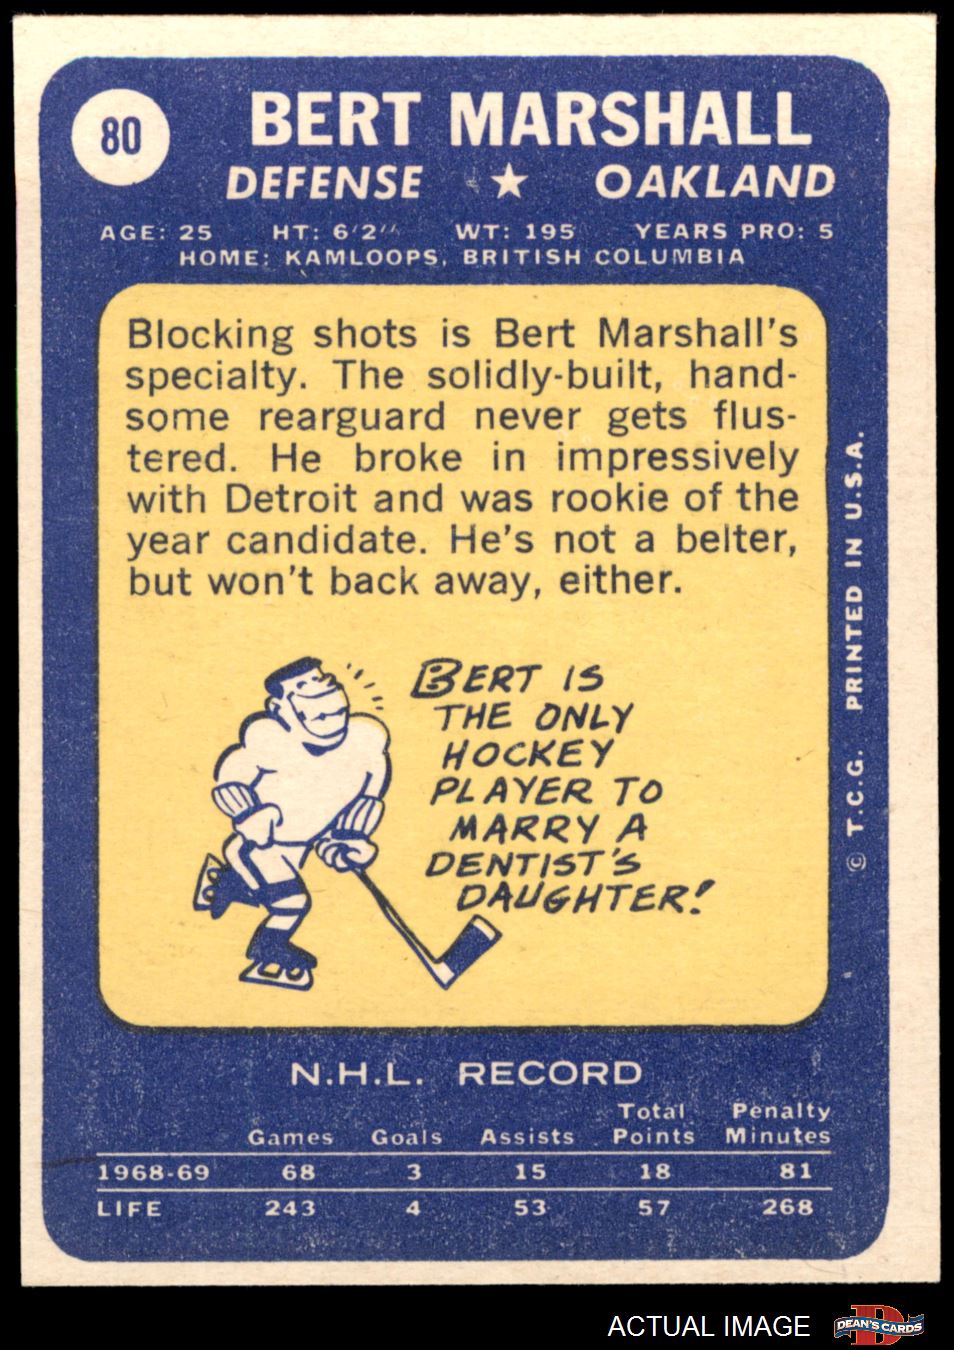 80
BERT MARSHALL
DEFENSE ★ OAKLAND
AGE: 25 HT: 6'2" WT: 195 YEARS PRO: 5
HOME: KAMLOOPS, BRITISH COLUMBIA
Blocking shots is Bert Marshall's
specialty. The solidly-built, hand-
some rearguard never gets flus-
tered. He broke in impressively
with Detroit and was rookie of the
year candidate. He's not a belter,
but won't back away, either.
BERT IS
THE ONLY
HOCKEY
PLAYER TO
MARRY A
DENTIST'S
DAUGHTER!
© T.C.G. PRINTED IN U.S.A.
N.H.L. RECORD
Games Goals Assists Total Points Penalty Minutes
1968-69 68 3 15 18 81
LIFE 243 4 53 57 268
ACTUAL IMAGE
D
DEAN'S CARDS